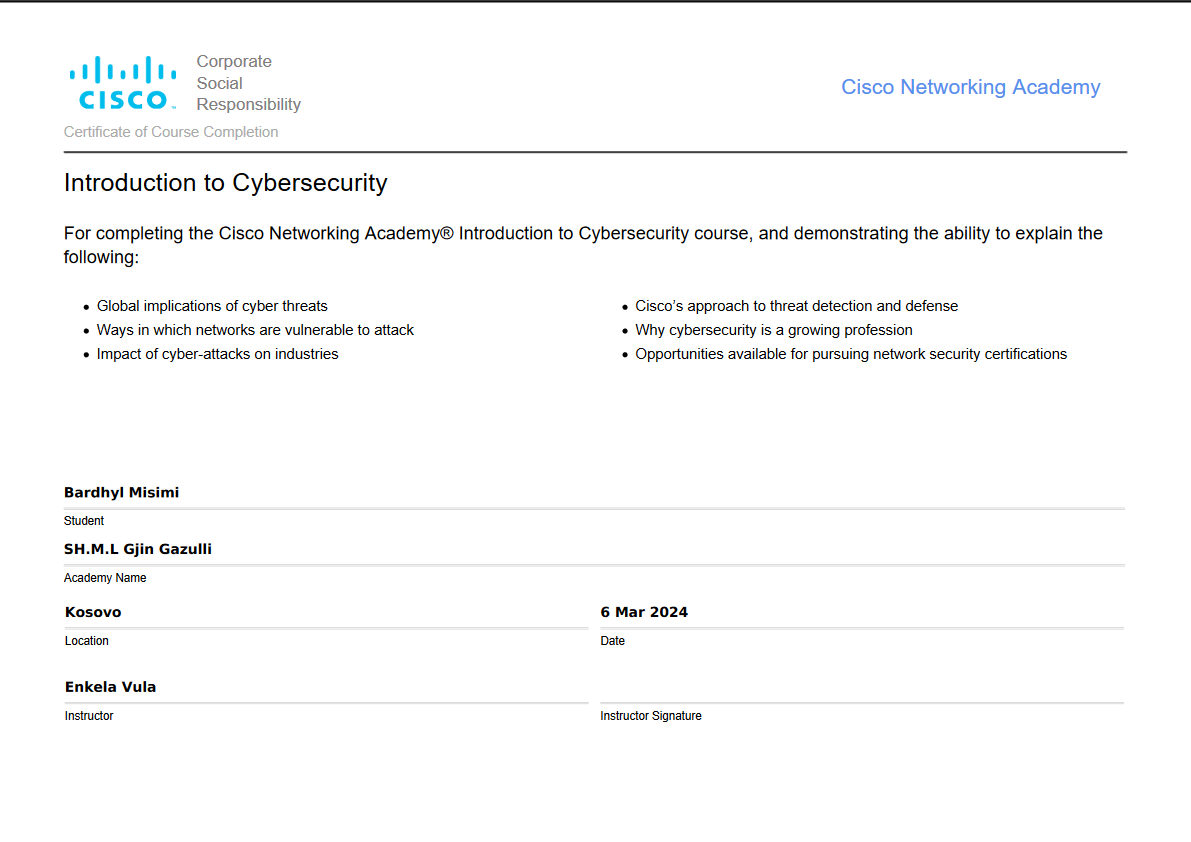 CISCO™
Corporate
Social
Responsibility
Cisco Networking Academy
Certificate of Course Completion
Introduction to Cybersecurity
For completing the Cisco Networking Academy® Introduction to Cybersecurity course, and demonstrating the ability to explain the
following:
• Global implications of cyber threats
• Ways in which networks are vulnerable to attack
• Impact of cyber-attacks on industries
• Cisco’s approach to threat detection and defense
• Why cybersecurity is a growing profession
• Opportunities available for pursuing network security certifications
Bardhyl Misimi
Student
SH.M.L Gjin Gazulli
Academy Name
Kosovo
Location
6 Mar 2024
Date
Enkela Vula
Instructor
Instructor Signature